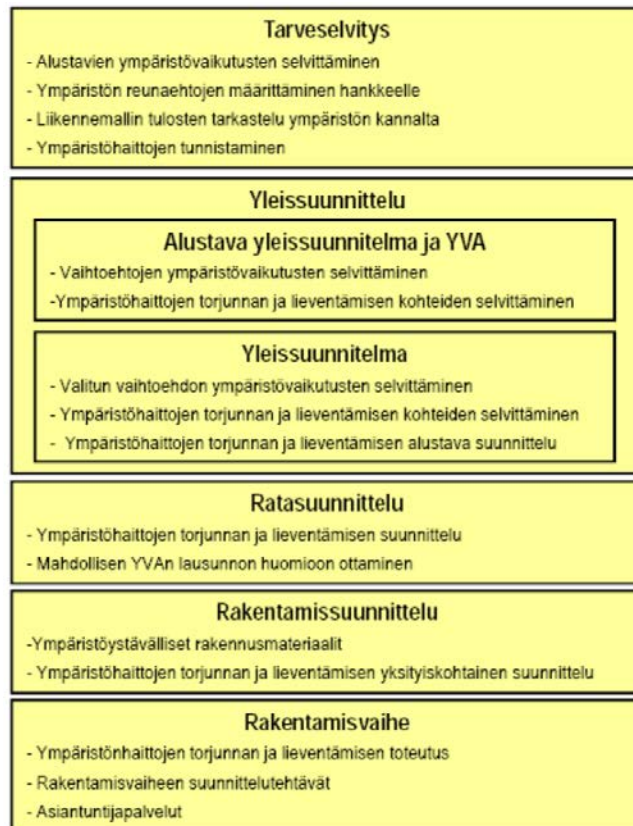 Tarveselvitys
- Alustavien ympäristövaikutusten selvittäminen
- Ympäristön reunaehtojen määrittäminen hankkeelle
- Liikennemallin tulosten tarkastelu ympäristön kannalta
- Ympäristöhaittojen tunnistaminen
Yleissuunnittelu
Alustava yleissuunnitelma ja YVA
- Vaihtoehtojen ympäristövaikutusten selvittäminen
-Ympäristöhaittojen torjunnan ja lieventämisen kohteiden selvittäminen
Yleissuunnitelma
- Valitun vaihtoehdon ympäristövaikutusten selvittäminen
- Ympäristöhaittojen torjunnan ja lieventämisen kohteiden selvittäminen
- Ympäristöhaittojen torjunnan ja lieventämisen alustava suunnittelu
Ratasuunnittelu
- Ympäristöhaittojen torjunnan ja lieventämisen suunnittelu
- Mahdollisen YVAn lausunnon huomioon ottaminen
Rakentamissuunnittelu
-Ympäristöystävälliset rakennusmateriaalit
- Ympäristöhaittojen torjunnan ja lieventämisen yksityiskohtainen suunnittelu
Rakentamisvaihe
- Ympäristönhaittojen torjunnan ja lieventämisen toteutus
- Rakentamisvaiheen suunnittelutehtävät
- Asiantuntijapalvelut